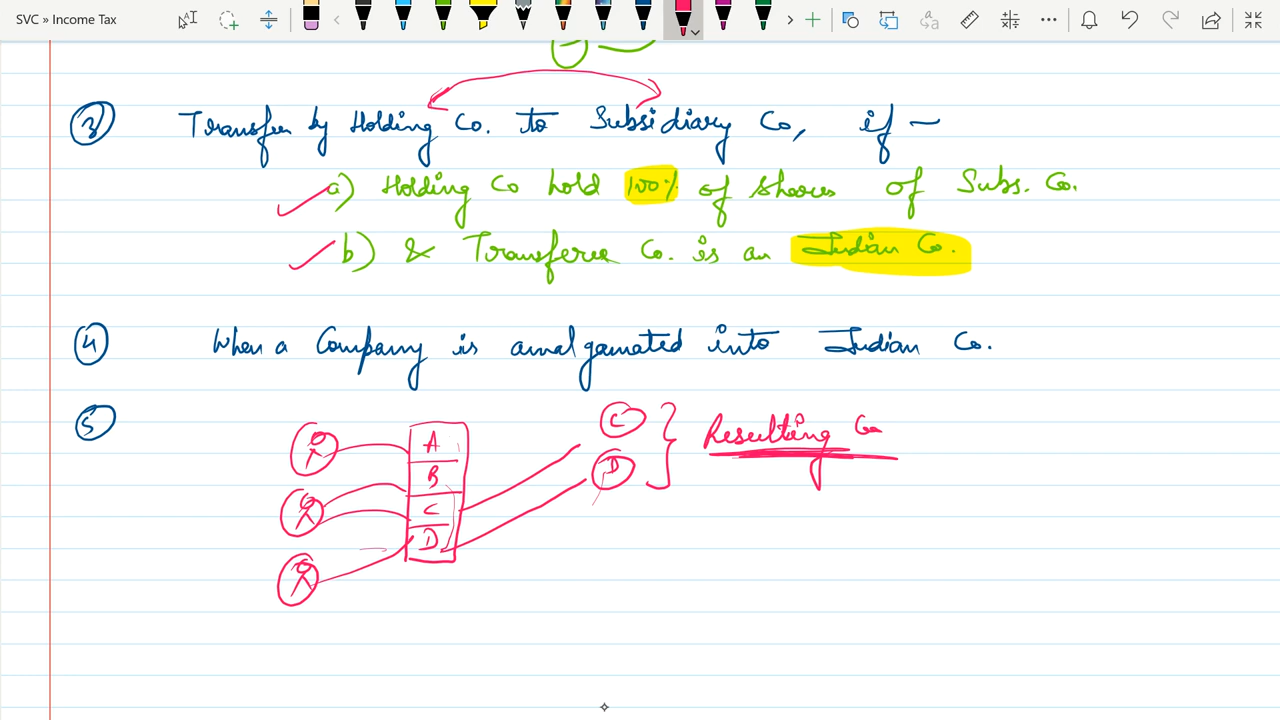 SVC » Income Tax
③ Transfer by Holding Co. to Subsidiary Co, if —
a) Holding Co hold 100% of shares of Subs. Co.
b) & Transferee Co. is an Indian Co.
④ When a Company is amalgamated into Indian Co.
⑤
A
B
C
D
C
D
Resulting Co